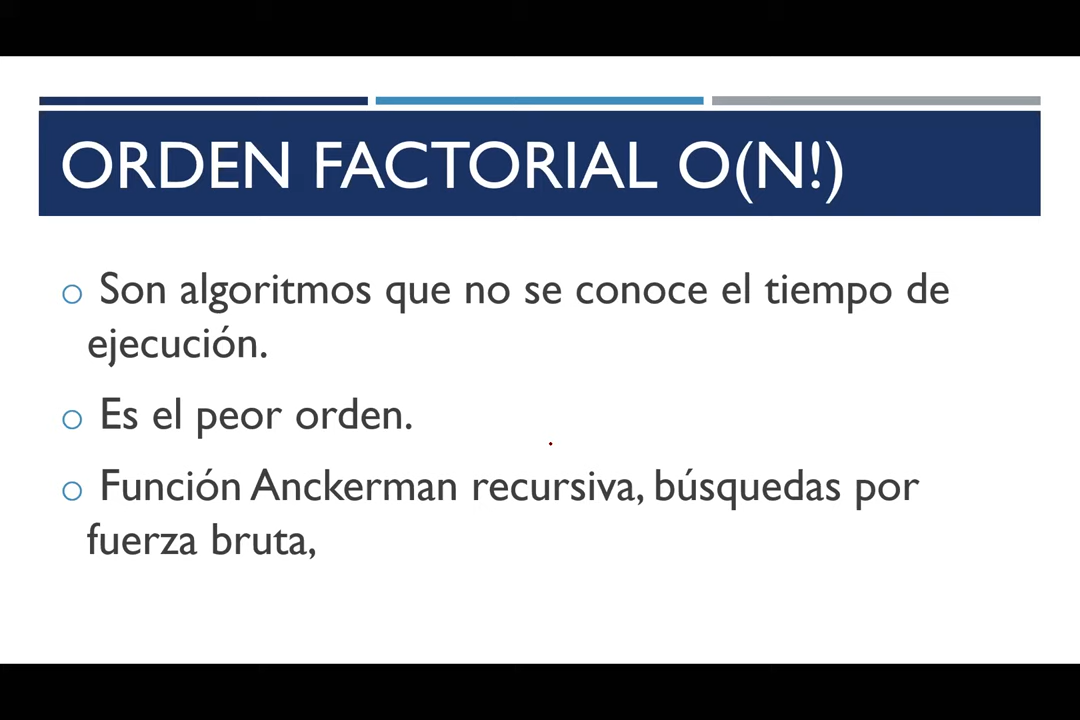 ORDEN FACTORIAL O(N!)
o Son algoritmos que no se conoce el tiempo de
ejecución.
o Es el peor orden.
o Función Anckerman recursiva, búsquedas por
fuerza bruta,